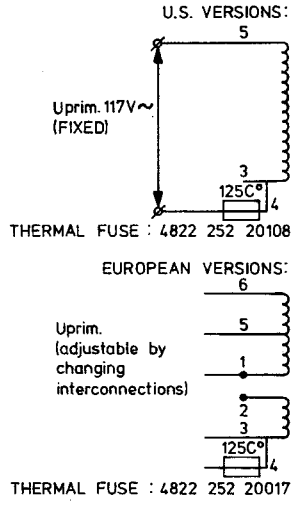 U.S. VERSIONS:
5
Uprim. 117V~
(FIXED)
3
125C°
4
THERMAL FUSE : 4822 252 20108
EUROPEAN VERSIONS:
6
Uprim.
(adjustable by
changing
interconnections)
5
1
2
3
125C°
4
THERMAL FUSE : 4822 252 20017